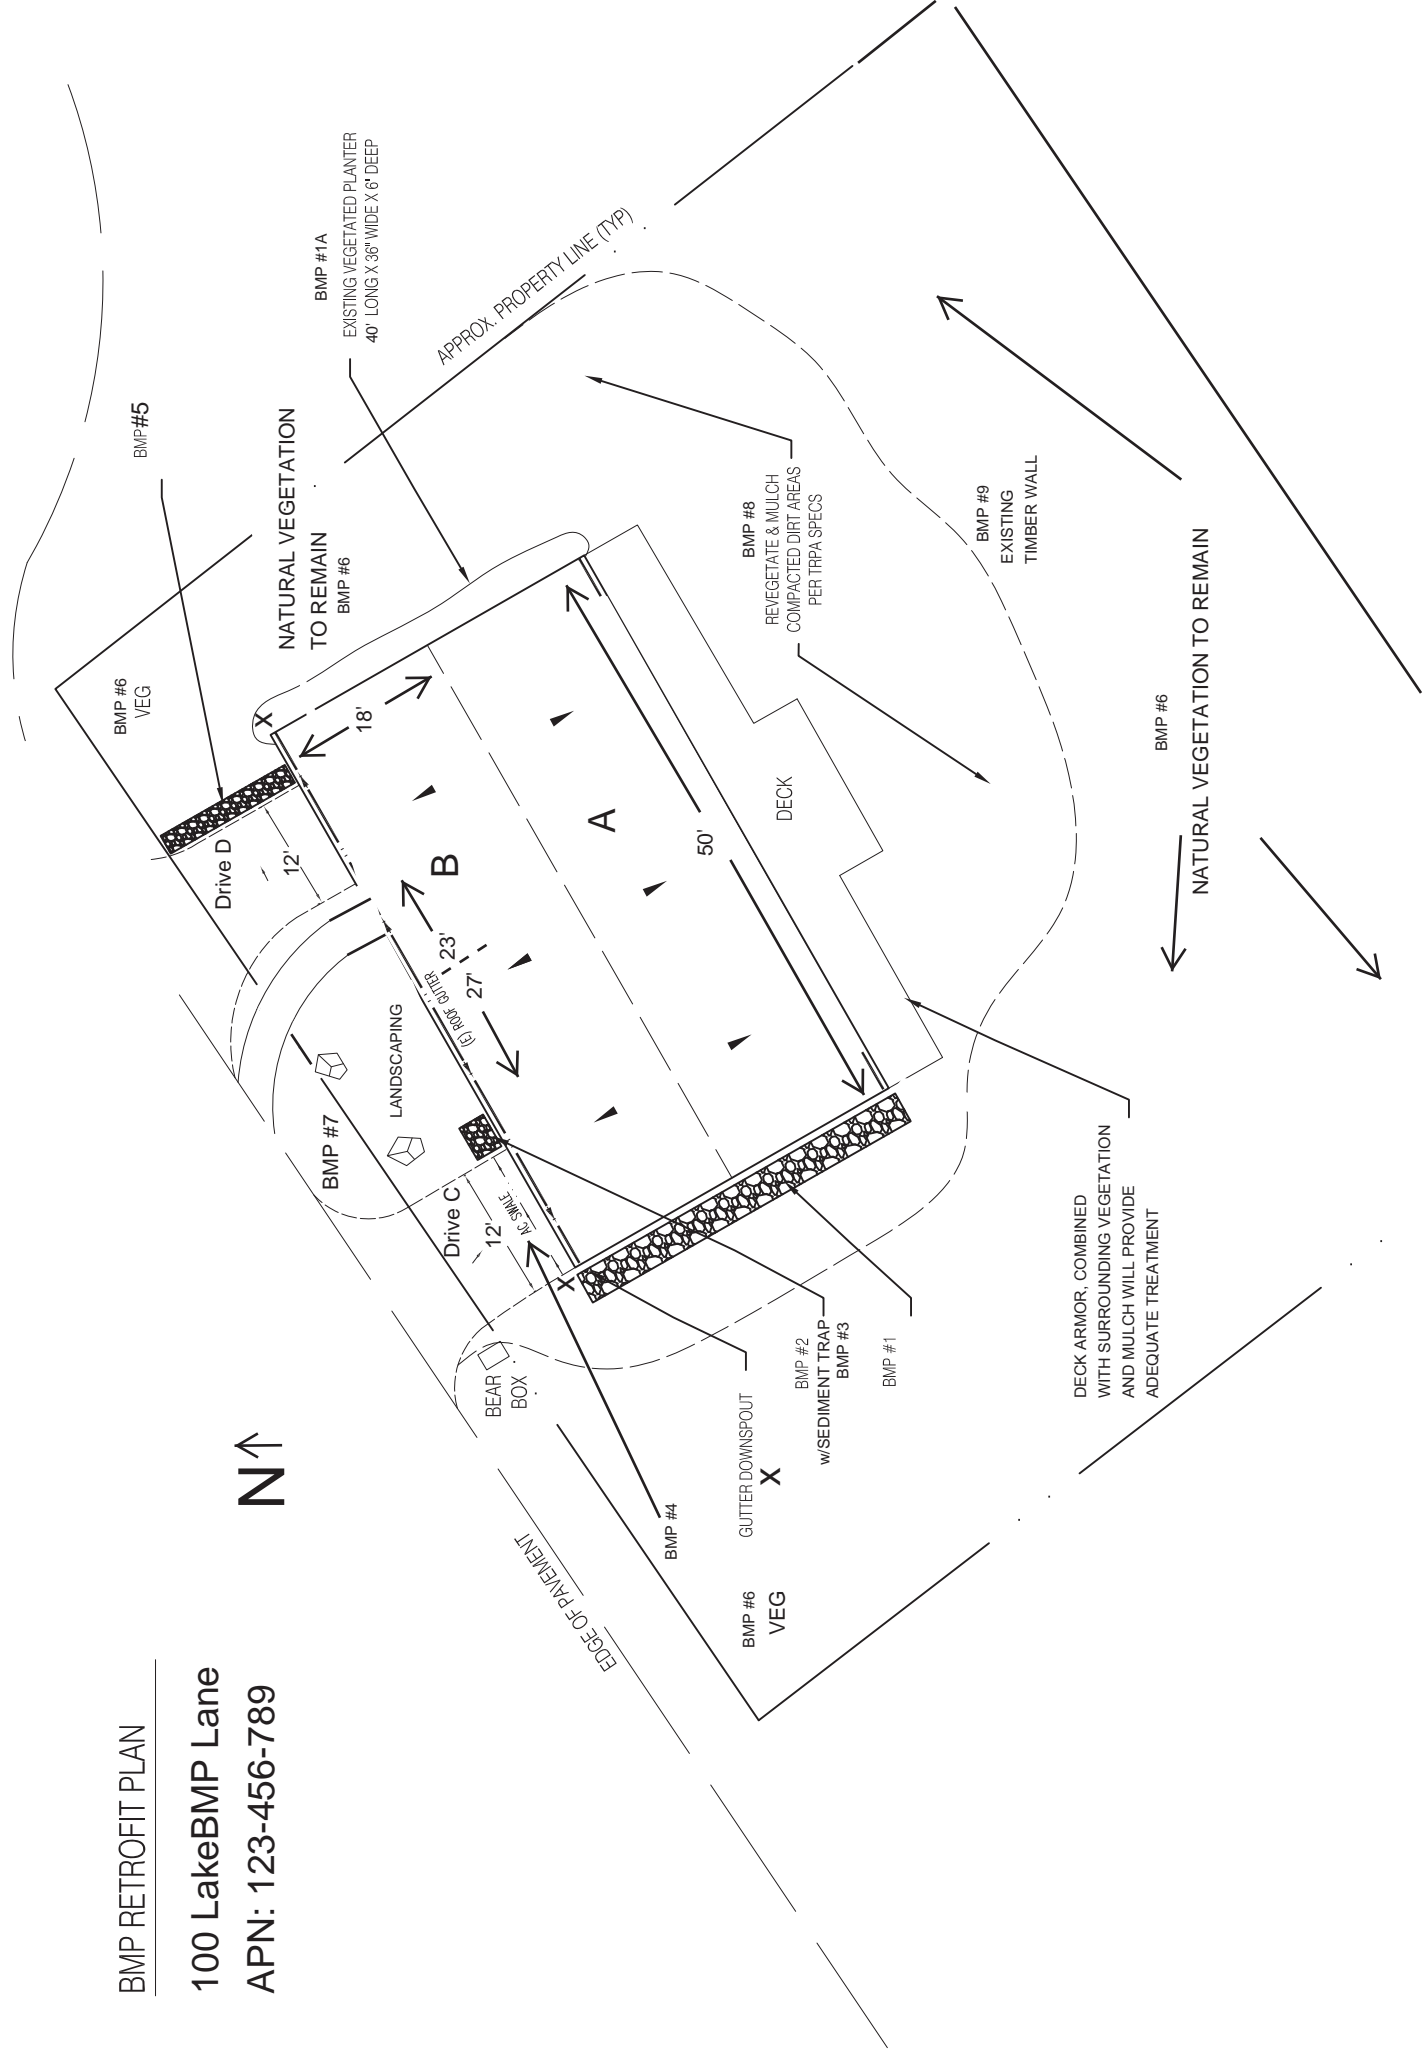 BMP RETROFIT PLAN
100 LakeBMP Lane
APN: 123-456-789
N
BMP #5
BMP #6
VEG
NATURAL VEGETATION
TO REMAIN
BMP #6
BMP #1A
EXISTING VEGETATED PLANTER
40' LONG X 36" WIDE X 6' DEEP
APPROX. PROPERTY LINE (TYP)
Drive D
12'
X
18'
B
A
23'
27'
(E) ROOF GUTTER
50'
DECK
BMP #7
LANDSCAPING
Drive C
12'
AC SWALE
X
BEAR
BOX
EDGE OF PAVEMENT
BMP #4
BMP #6
VEG
GUTTER DOWNSPOUT
X
BMP #2
w/SEDIMENT TRAP
BMP #3
BMP #1
BMP #8
REVEGETATE & MULCH
COMPACTED DIRT AREAS
PER TRPA SPECS
BMP #9
EXISTING
TIMBER WALL
BMP #6
NATURAL VEGETATION TO REMAIN
DECK ARMOR, COMBINED
WITH SURROUNDING VEGETATION
AND MULCH WILL PROVIDE
ADEQUATE TREATMENT